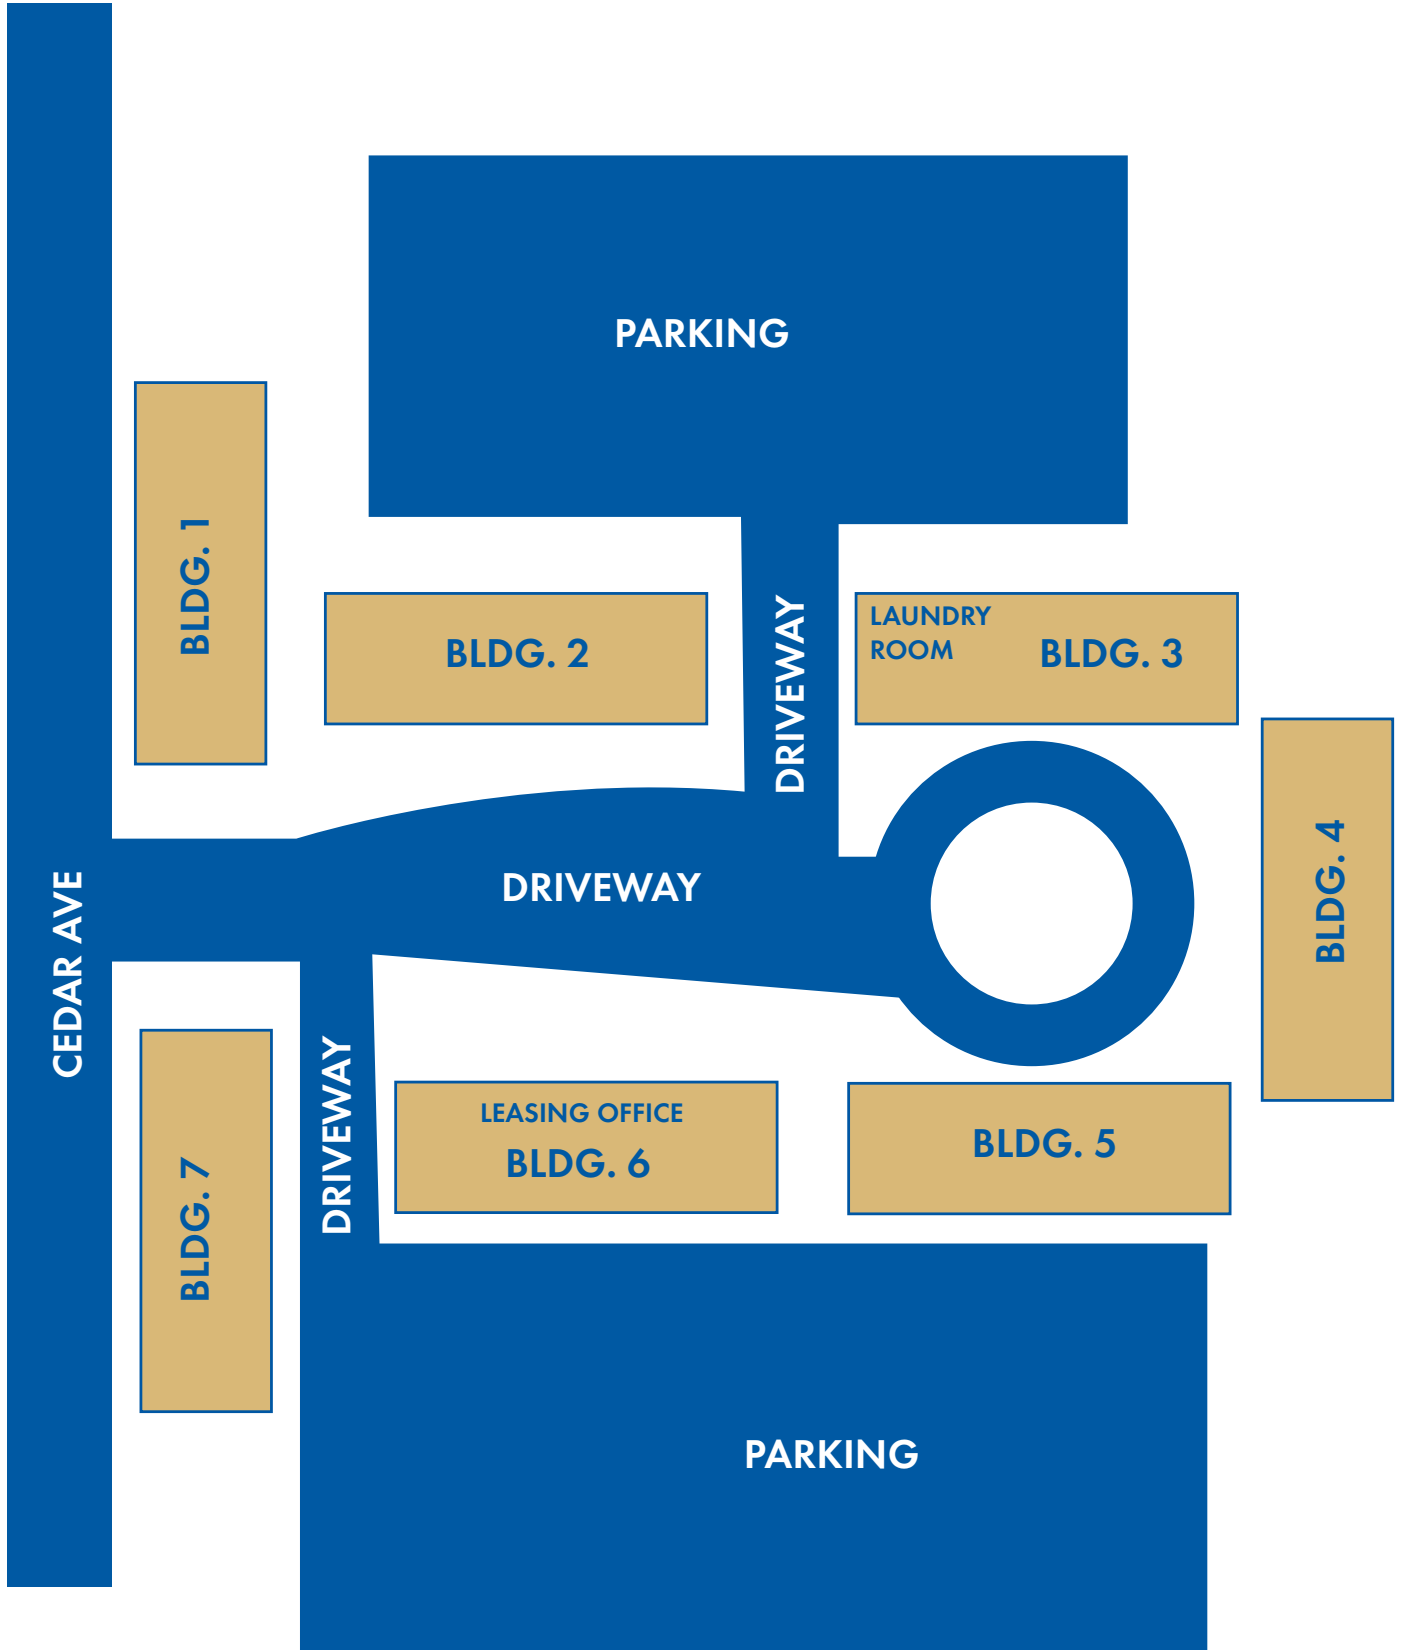 PARKING
BLDG. 1
BLDG. 2
DRIVEWAY
LAUNDRY
ROOM
BLDG. 3
BLDG. 4
DRIVEWAY
CEDAR AVE
DRIVEWAY
LEASING OFFICE
BLDG. 6
BLDG. 5
BLDG. 7
PARKING